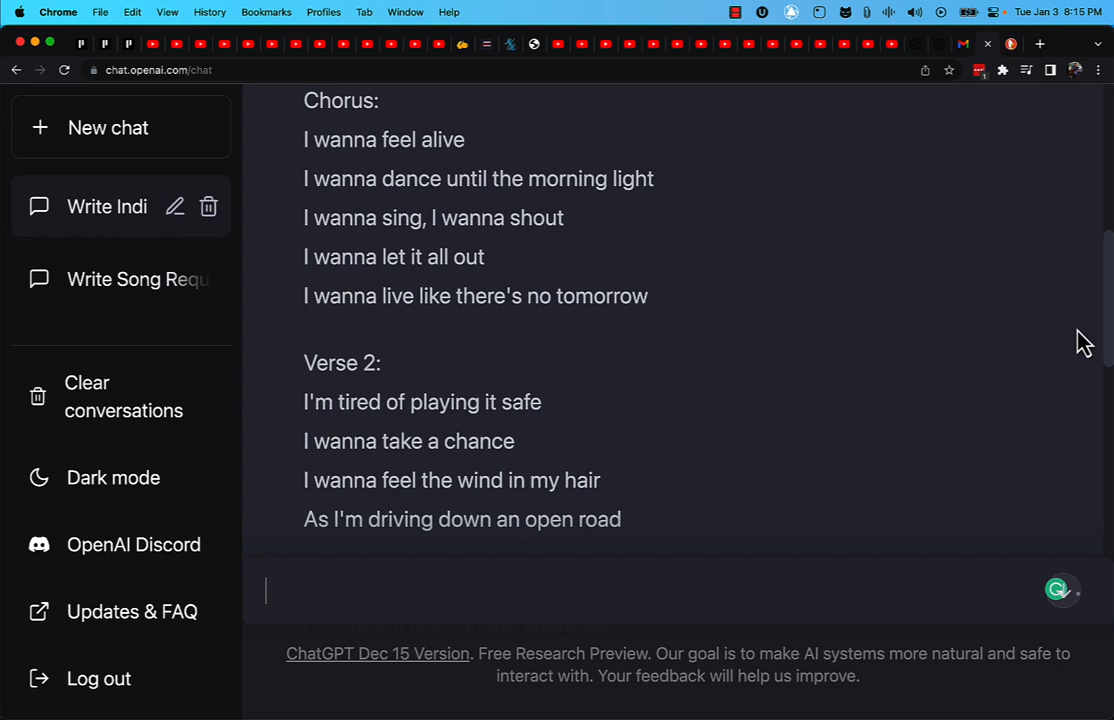 Chrome File Edit View History Bookmarks Profiles Tab Window Help Tue Jan 3 8:15 PM
chat.openai.com/chat
New chat
Write Indi
Write Song Requ
Clear
conversations
Dark mode
OpenAI Discord
Updates & FAQ
Log out
Chorus:
I wanna feel alive
I wanna dance until the morning light
I wanna sing, I wanna shout
I wanna let it all out
I wanna live like there's no tomorrow
Verse 2:
I'm tired of playing it safe
I wanna take a chance
I wanna feel the wind in my hair
As I'm driving down an open road
ChatGPT Dec 15 Version. Free Research Preview. Our goal is to make AI systems more natural and safe to
interact with. Your feedback will help us improve.